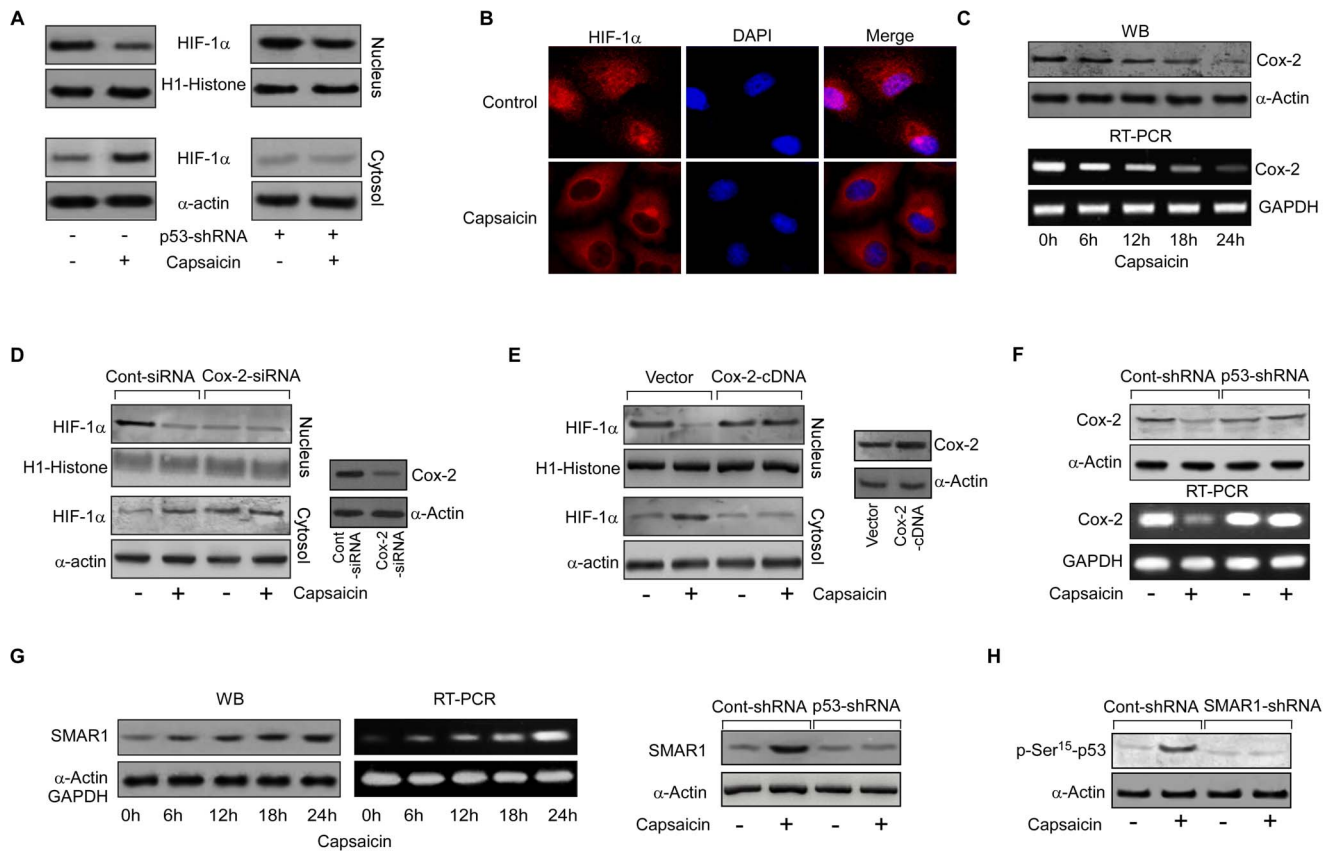 A
HIF-1α
H1-Histone
Nucleus
HIF-1α
α-actin
Cytosol
- - p53-shRNA + +
- + Capsaicin - +
B
HIF-1α DAPI Merge
Control
Capsaicin
C
WB
Cox-2
α-Actin
RT-PCR
Cox-2
GAPDH
0h 6h 12h 18h 24h
Capsaicin
D
Cont-siRNA Cox-2-siRNA
HIF-1α
H1-Histone
Nucleus
HIF-1α
α-actin
Cytosol
- + - + Capsaicin
Cox-2
α-Actin
Cont
-siRNA
Cox-2
-siRNA
E
Vector Cox-2-cDNA
HIF-1α
H1-Histone
Nucleus
HIF-1α
α-actin
Cytosol
- + - + Capsaicin
Cox-2
α-Actin
Vector
Cox-2
-cDNA
F
Cont-shRNA p53-shRNA
Cox-2
α-Actin
RT-PCR
Cox-2
GAPDH
Capsaicin - + - +
G
WB RT-PCR
SMAR1
α-Actin
GAPDH
0h 6h 12h 18h 24h 0h 6h 12h 18h 24h
Capsaicin
Cont-shRNA p53-shRNA
SMAR1
α-Actin
Capsaicin - + - +
H
Cont-shRNA SMAR1-shRNA
p-Ser¹⁵-p53
α-Actin
Capsaicin - + - +